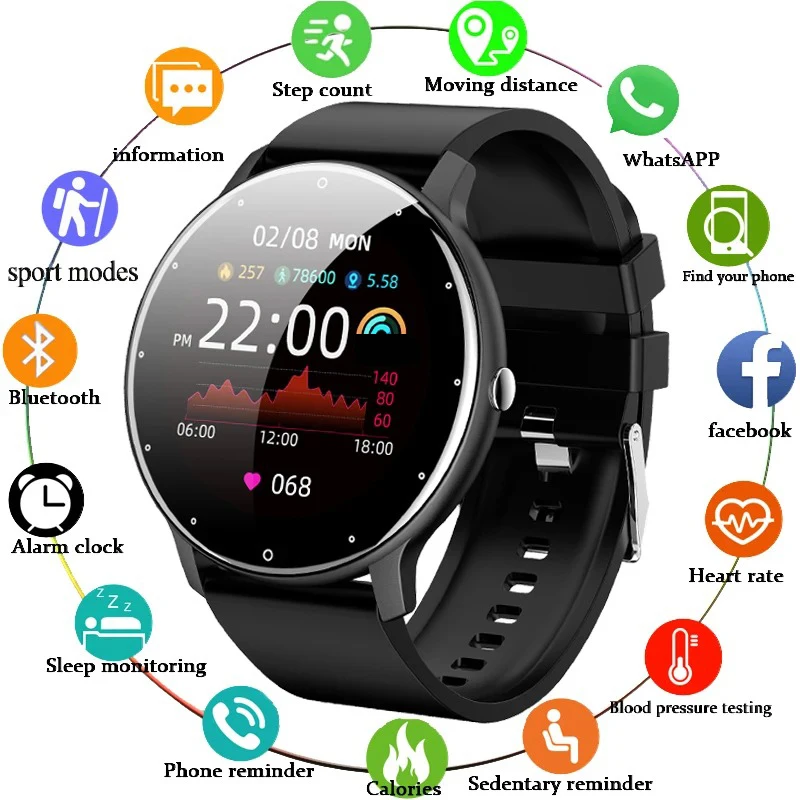 Step count
Moving distance
information
WhatsAPP
sport modes
Find your phone
02/08 MON
257 78600 5.58
PM 22:00
Bluetooth
140
80
60
06:00 12:00 18:00
facebook
068
Alarm clock
Heart rate
z Z z
Sleep monitoring
Blood pressure testing
Phone reminder
Calories
Sedentary reminder